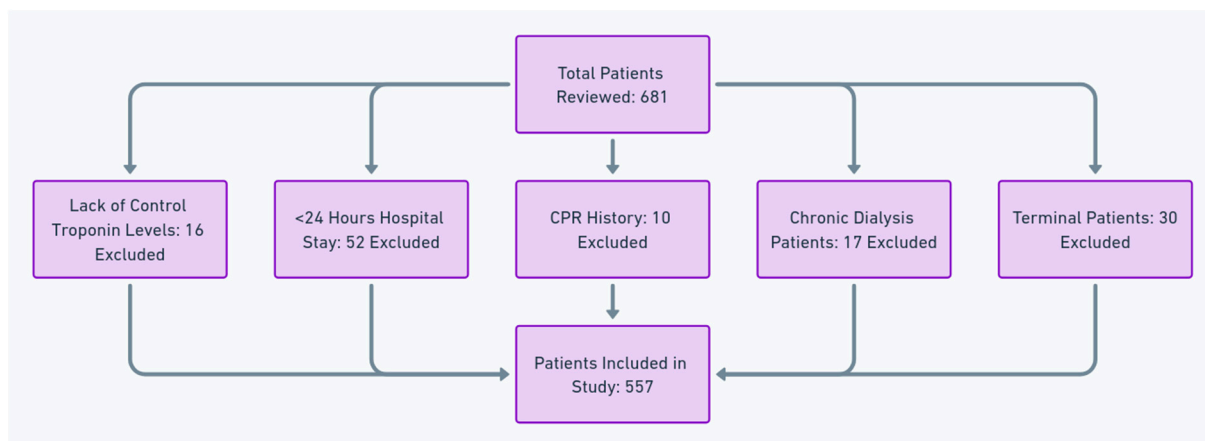 Total Patients
Reviewed: 681
Lack of Control
Troponin Levels: 16
Excluded
<24 Hours Hospital
Stay: 52 Excluded
CPR History: 10
Excluded
Chronic Dialysis
Patients: 17 Excluded
Terminal Patients: 30
Excluded
Patients Included in
Study: 557